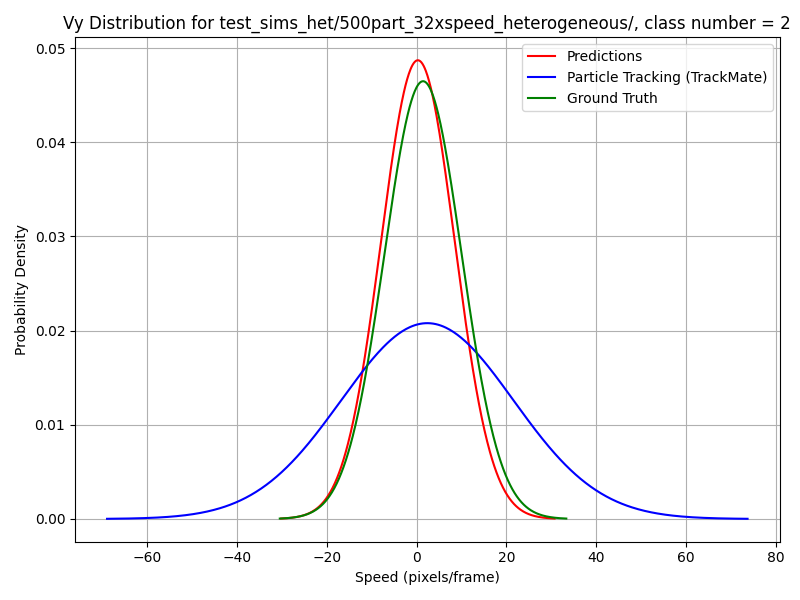 Vy Distribution for test_sims_het/500part_32xspeed_heterogeneous/, class number = 2
Predictions
Particle Tracking (TrackMate)
Ground Truth
0.05
0.04
0.03
0.02
0.01
0.00
Probability Density
−60
−40
−20
0
20
40
60
80
Speed (pixels/frame)